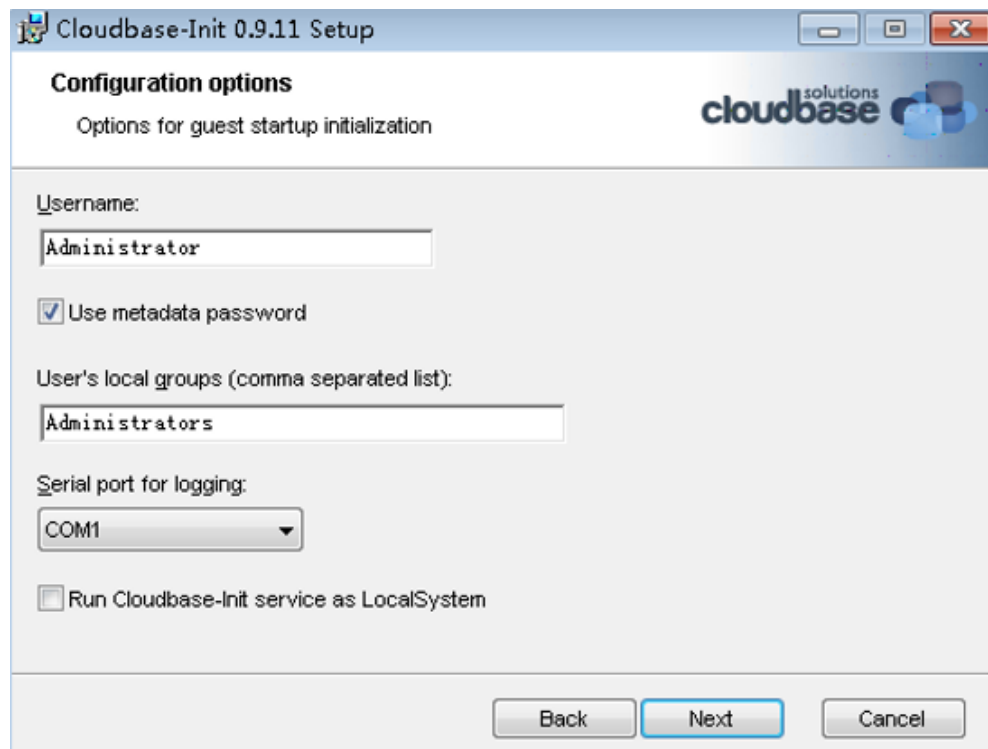 Cloudbase-Init 0.9.11 Setup
Configuration options
Options for guest startup initialization
solutions
cloudbase
Username:
Administrator
Use metadata password
User's local groups (comma separated list):
Administrators
Serial port for logging:
COM1
Run Cloudbase-Init service as LocalSystem
Back Next Cancel